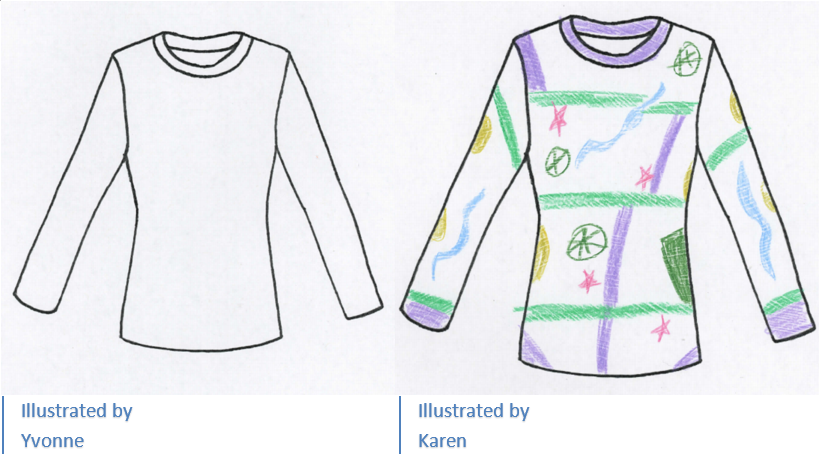 Illustrated by
Yvonne
Illustrated by
Karen